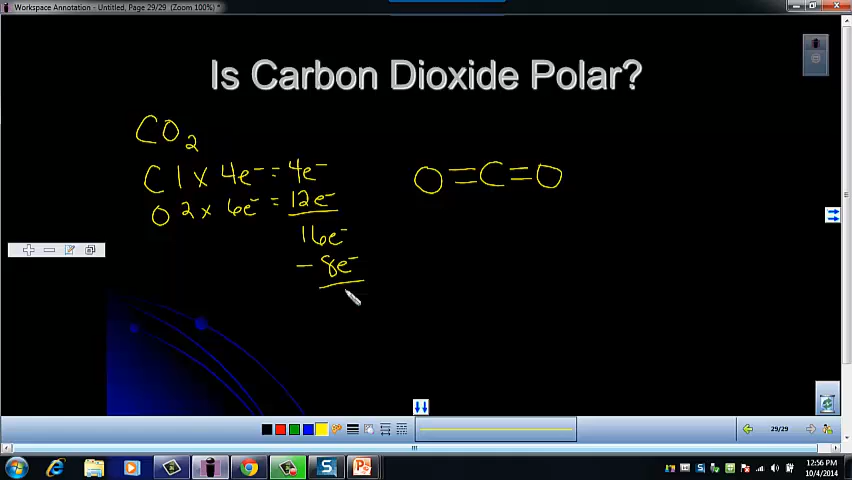 Workspace Annotation - Untitled, Page 29/29 (Zoom 100%) *
Is Carbon Dioxide Polar?
CO₂
C 1 x 4e⁻ = 4e⁻
O 2 x 6e⁻ = 12e⁻
16e⁻
- 8e⁻
O=C=O
29/29
12:56 PM
10/4/2014